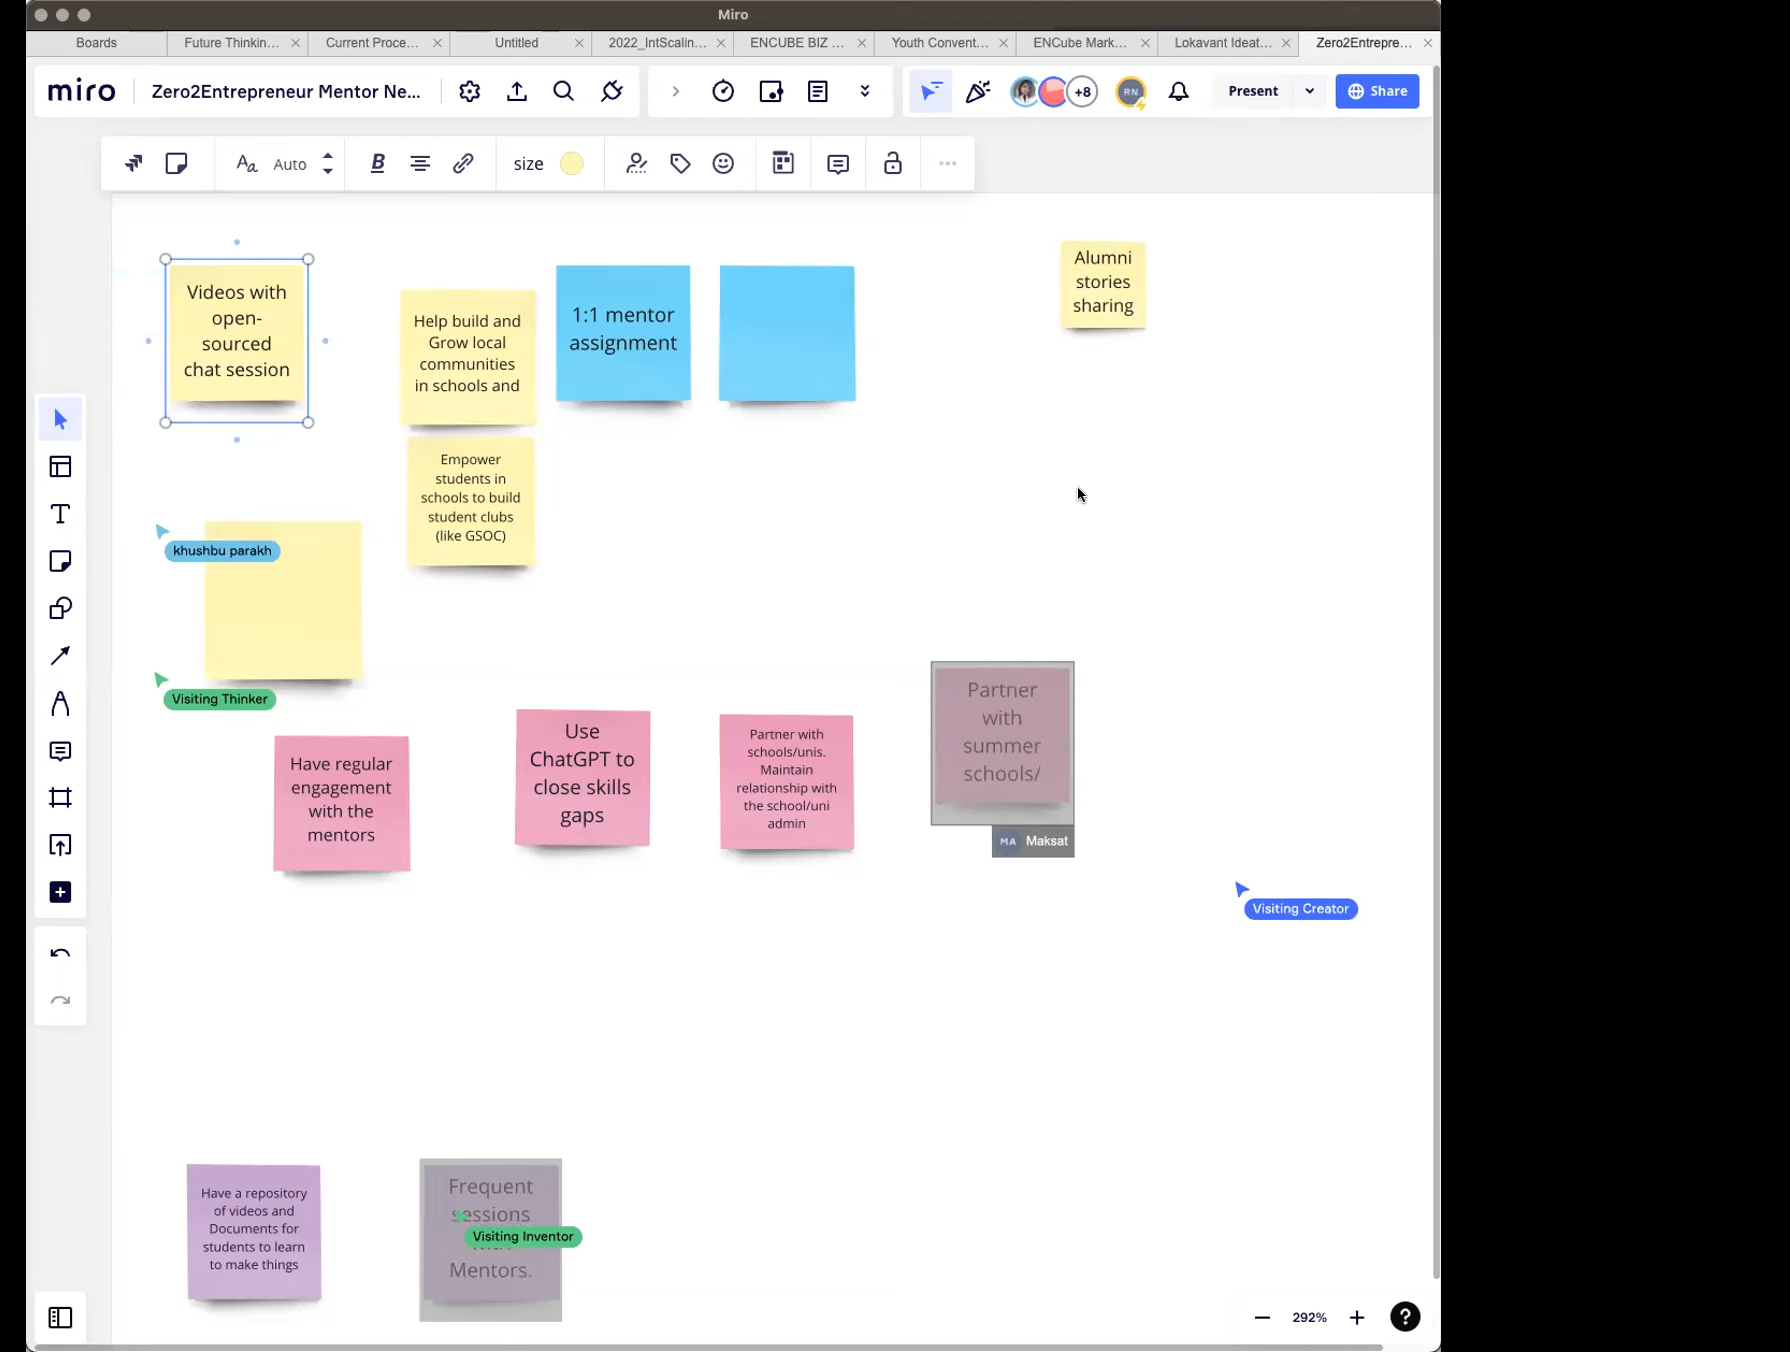 Miro
Boards
Future Thinkin...
Current Proce...
Untitled
2022_IntScalin...
ENCUBE BIZ ...
Youth Convent...
ENCube Mark...
Lokavant Ideat...
Zero2Entrepre...
miro
Zero2Entrepreneur Mentor Ne...
+8
RN
Present
Share
Auto
B
size
Videos with
open-
sourced
chat session
Help build and
Grow local
communities
in schools and
1:1 mentor
assignment
Alumni
stories
sharing
Empower
students in
schools to build
student clubs
(like GSOC)
khushbu parakh
Visiting Thinker
Have regular
engagement
with the
mentors
Use
ChatGPT to
close skills
gaps
Partner with
schools/unis.
Maintain
relationship with
the school/uni
admin
Partner
with
summer
schools/
MA Maksat
Visiting Creator
Have a repository
of videos and
Documents for
students to learn
to make things
Frequent
sessions
Visiting Inventor
Mentors.
292%